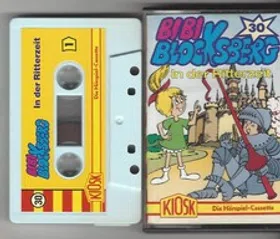 In der Ritterzeit
1
BIBI
BLOCKSBERG
30
KIOSK
Die Hörspiel-Cassette
BIBI
BLOCKSBERG
30
In der Ritterzeit
KIOSK
Die Hörspiel-Cassette